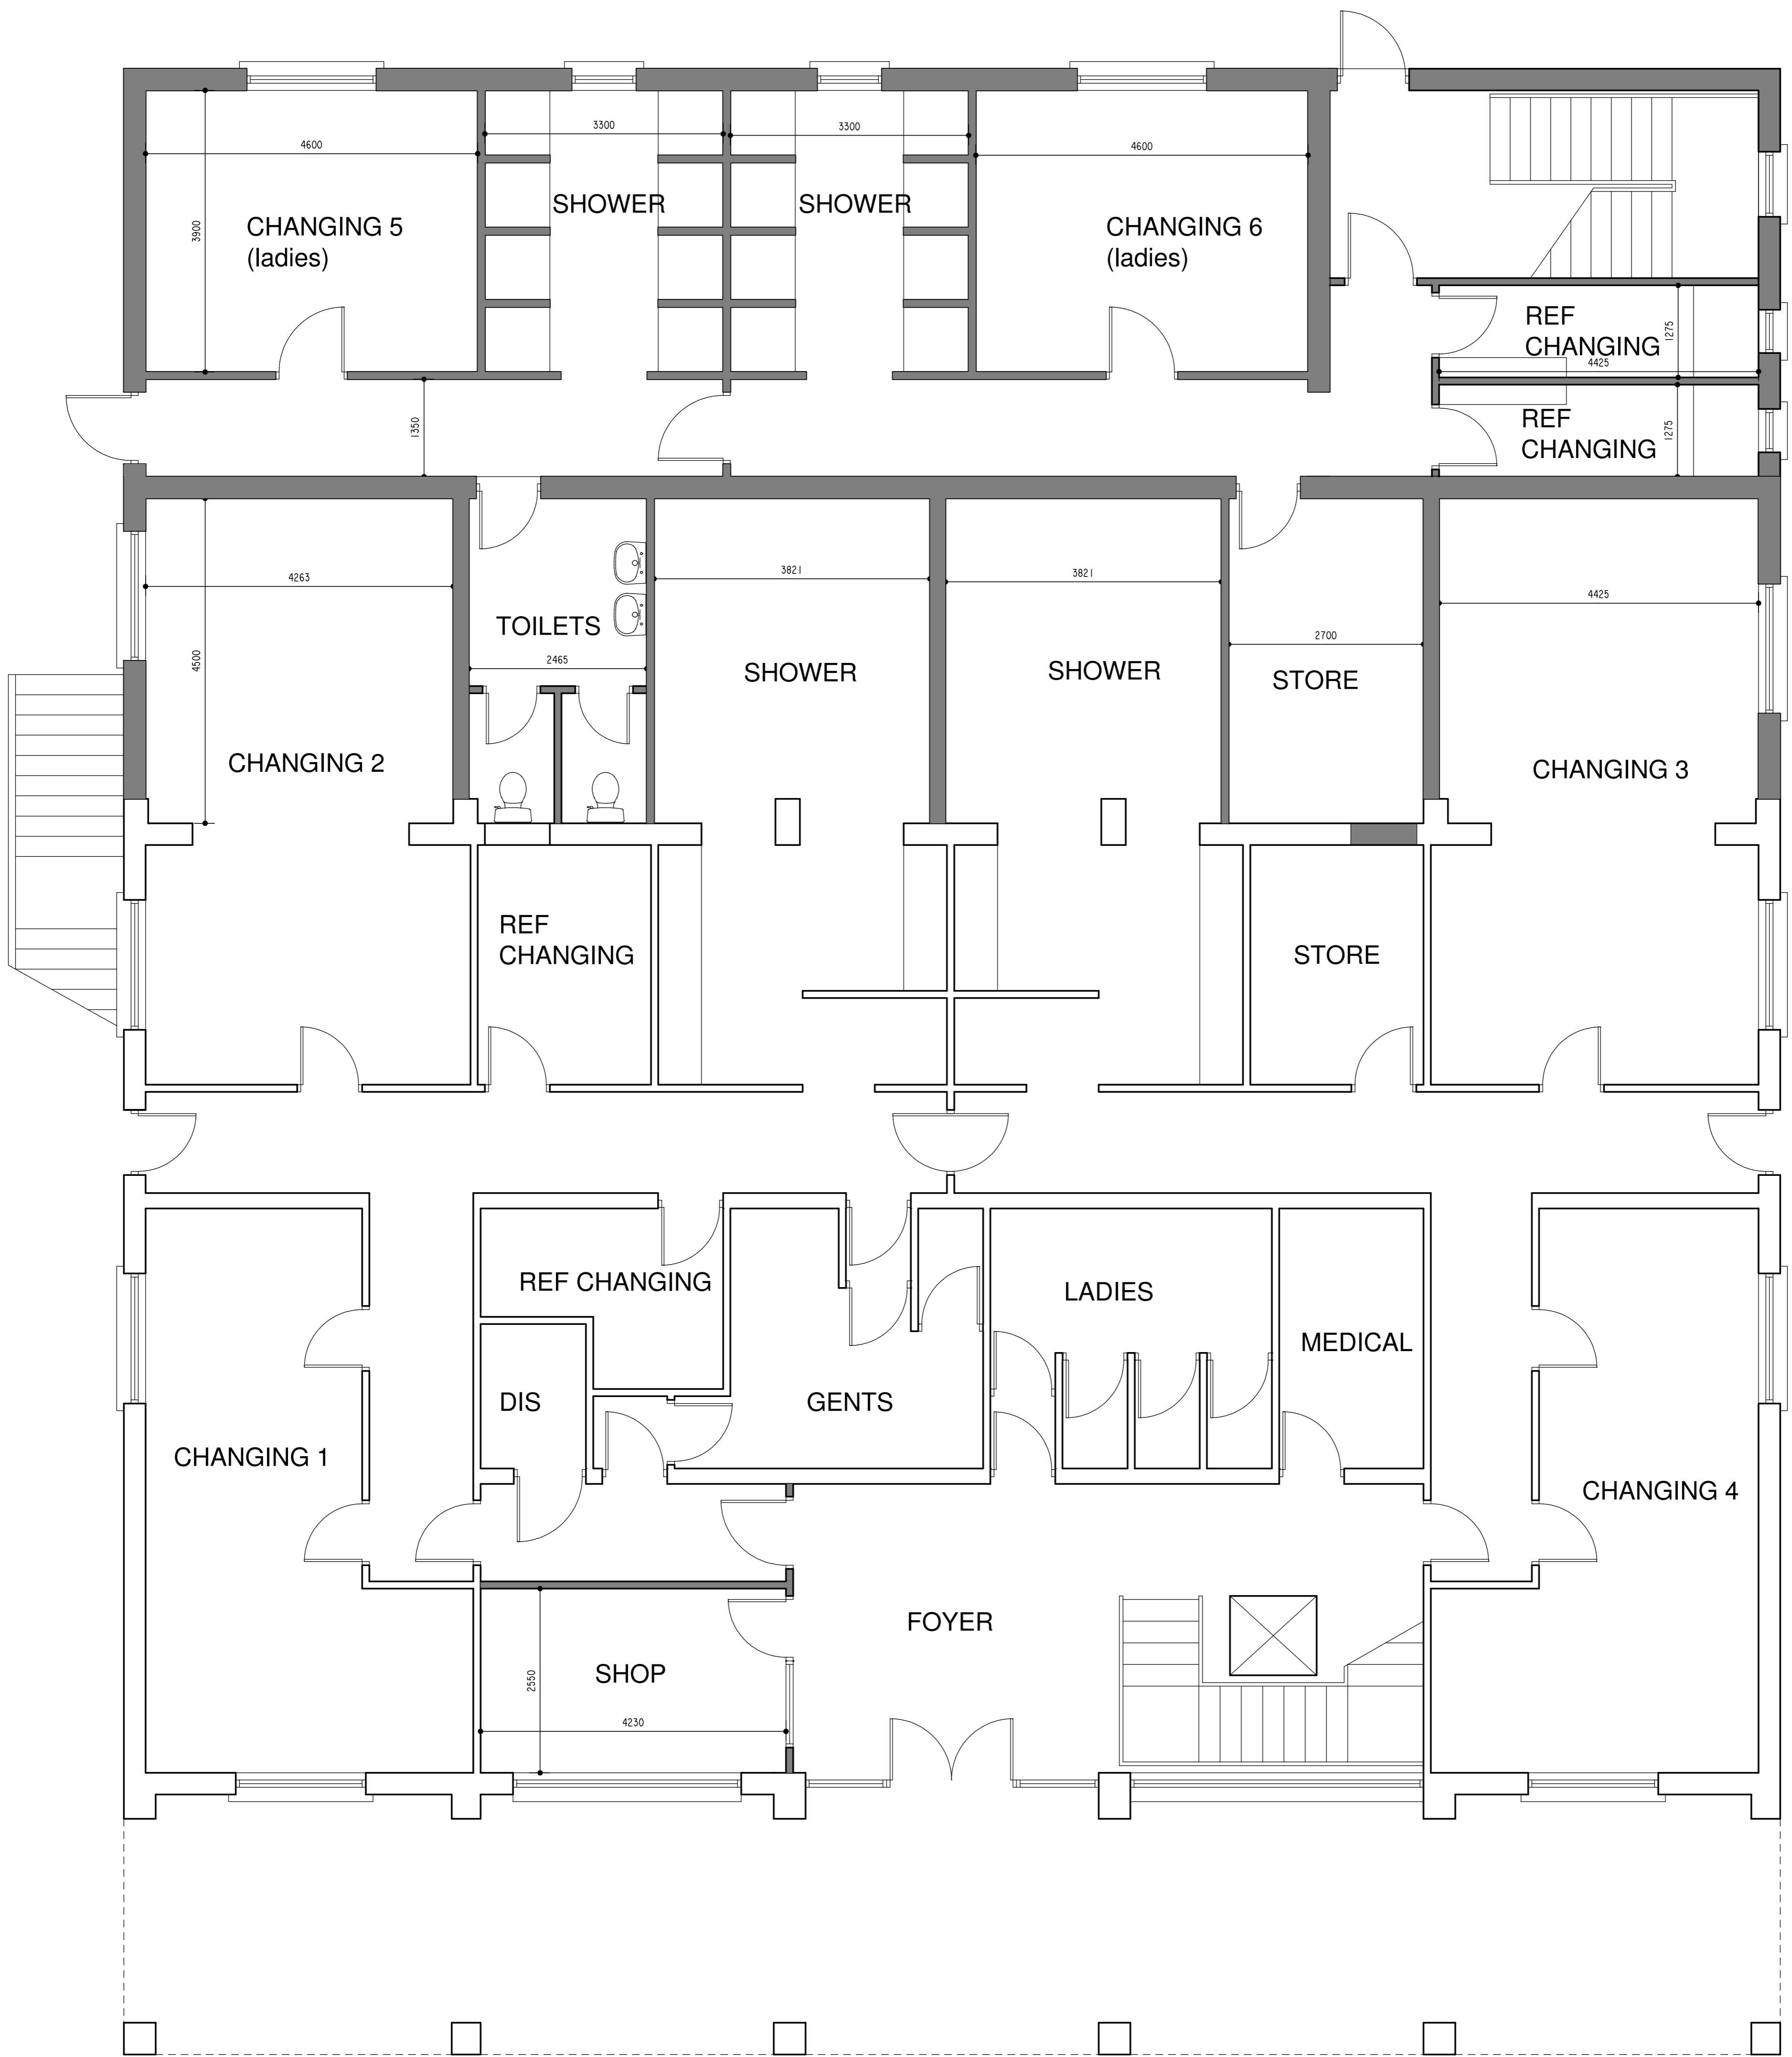 3300
3300
4600
4600
3900
SHOWER
SHOWER
CHANGING 5
(ladies)
CHANGING 6
(ladies)
REF
CHANGING
1275
4425
1350
REF
CHANGING
1275
4263
3821
3821
4425
TOILETS
2465
2700
4500
SHOWER
SHOWER
STORE
CHANGING 2
CHANGING 3
REF
CHANGING
STORE
REF CHANGING
LADIES
MEDICAL
DIS
GENTS
CHANGING 1
CHANGING 4
FOYER
SHOP
2550
4230